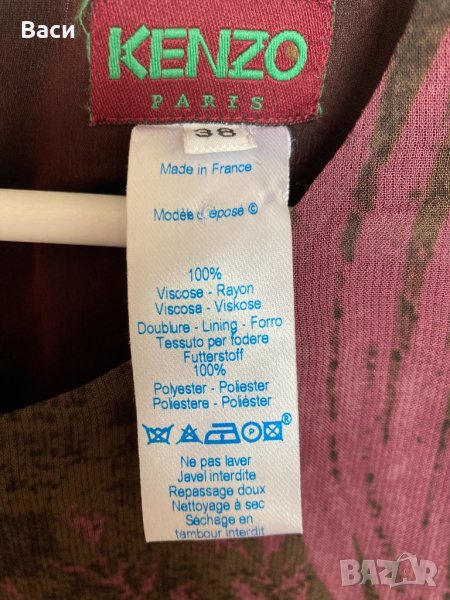 Васи
KENZO
PARIS
38
Made in France
Modèle déposé ©
100%
Viscose - Rayon
Viscosa - Viskose
Doublure - Lining - Forro
Tessuto per fodere
Futterstoff
100%
Polyester - Poliester
Poliestere - Poliéster
Ne pas laver
Javel interdite
Repassage doux
Nettoyage à sec
Séchage en
tambour interdit
BAZAR